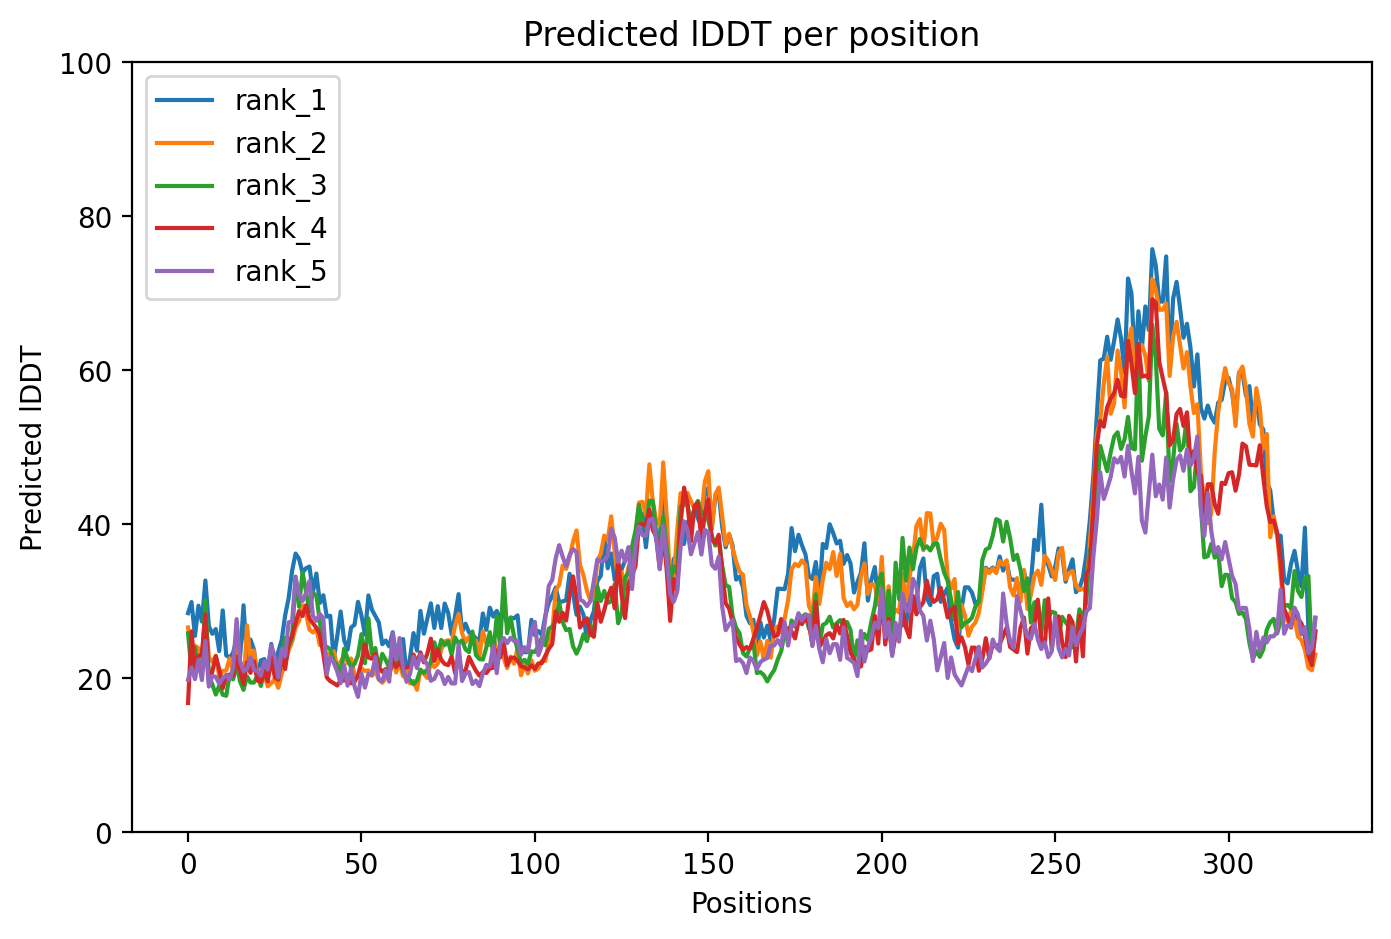 Predicted lDDT per position
100
80
60
40
20
0
Predicted lDDT
rank_1
rank_2
rank_3
rank_4
rank_5
0 50 100 150 200 250 300
Positions